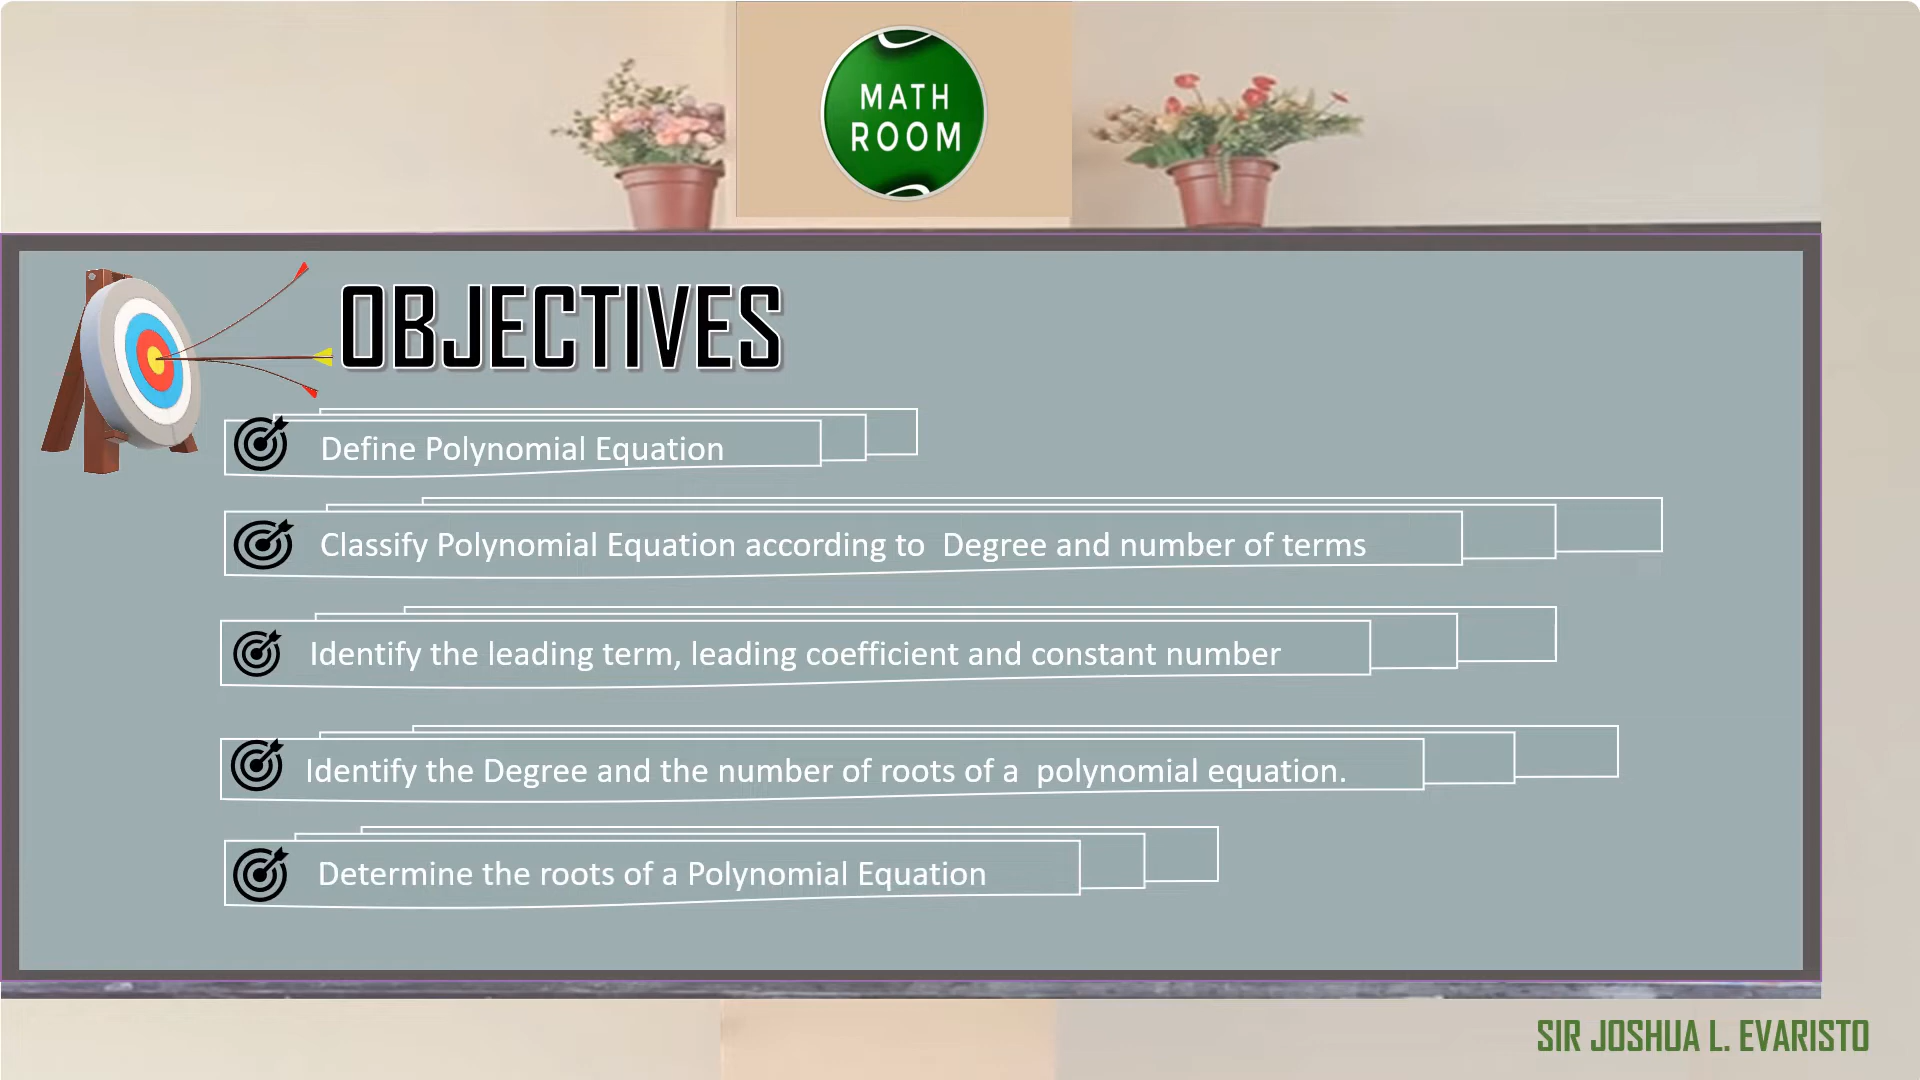 MATH
ROOM
OBJECTIVES
Define Polynomial Equation
Classify Polynomial Equation according to  Degree and number of terms
Identify the leading term, leading coefficient and constant number
Identify the Degree and the number of roots of a  polynomial equation.
Determine the roots of a Polynomial Equation
SIR JOSHUA L. EVARISTO